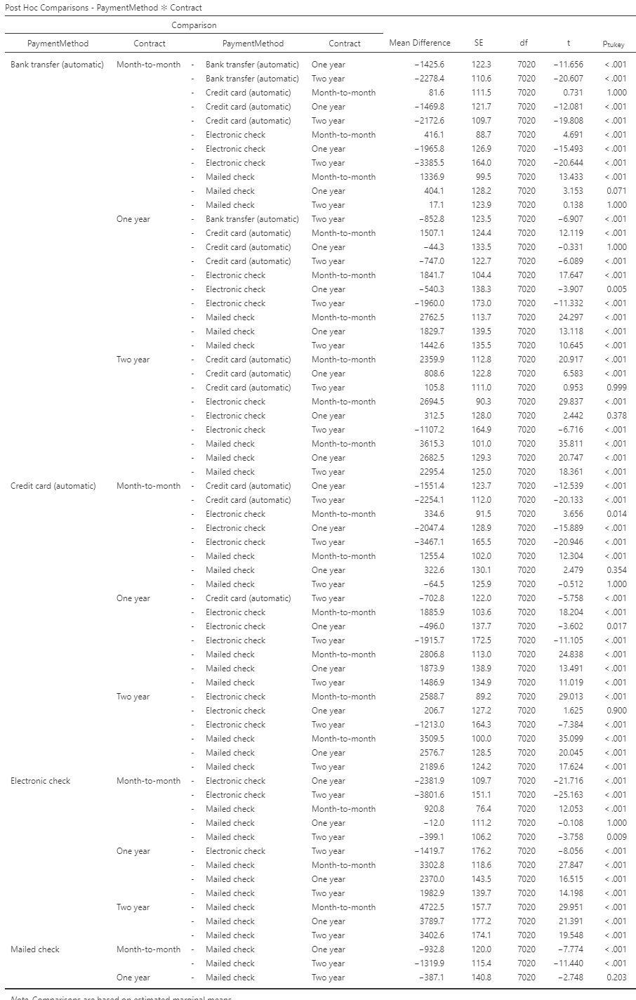 Post Hoc Comparisons - PaymentMethod ✻ Contract
Comparison
PaymentMethod Contract PaymentMethod Contract Mean Difference SE df t ptukey
Bank transfer (automatic) Month-to-month - Bank transfer (automatic) One year −1425.6 122.3 7020 −11.656 < .001
- Bank transfer (automatic) Two year −2278.4 110.6 7020 −20.607 < .001
- Credit card (automatic) Month-to-month 81.6 111.5 7020 0.731 1.000
- Credit card (automatic) One year −1469.8 121.7 7020 −12.081 < .001
- Credit card (automatic) Two year −2172.6 109.7 7020 −19.808 < .001
- Electronic check Month-to-month 416.1 88.7 7020 4.691 < .001
- Electronic check One year −1965.8 126.9 7020 −15.493 < .001
- Electronic check Two year −3385.5 164.0 7020 −20.644 < .001
- Mailed check Month-to-month 1336.9 99.5 7020 13.433 < .001
- Mailed check One year 404.1 128.2 7020 3.153 0.071
- Mailed check Two year 17.1 123.9 7020 0.138 1.000
One year - Bank transfer (automatic) Two year −852.8 123.5 7020 −6.907 < .001
- Credit card (automatic) Month-to-month 1507.1 124.4 7020 12.119 < .001
- Credit card (automatic) One year −44.3 133.5 7020 −0.331 1.000
- Credit card (automatic) Two year −747.0 122.7 7020 −6.089 < .001
- Electronic check Month-to-month 1841.7 104.4 7020 17.647 < .001
- Electronic check One year −540.3 138.3 7020 −3.907 0.005
- Electronic check Two year −1960.0 173.0 7020 −11.332 < .001
- Mailed check Month-to-month 2762.5 113.7 7020 24.297 < .001
- Mailed check One year 1829.7 139.5 7020 13.118 < .001
- Mailed check Two year 1442.6 135.5 7020 10.645 < .001
Two year - Credit card (automatic) Month-to-month 2359.9 112.8 7020 20.917 < .001
- Credit card (automatic) One year 808.6 122.8 7020 6.583 < .001
- Credit card (automatic) Two year 105.8 111.0 7020 0.953 0.999
- Electronic check Month-to-month 2694.5 90.3 7020 29.837 < .001
- Electronic check One year 312.5 128.0 7020 2.442 0.378
- Electronic check Two year −1107.2 164.9 7020 −6.716 < .001
- Mailed check Month-to-month 3615.3 101.0 7020 35.811 < .001
- Mailed check One year 2682.5 129.3 7020 20.747 < .001
- Mailed check Two year 2295.4 125.0 7020 18.361 < .001
Credit card (automatic) Month-to-month - Credit card (automatic) One year −1551.4 123.7 7020 −12.539 < .001
- Credit card (automatic) Two year −2254.1 112.0 7020 −20.133 < .001
- Electronic check Month-to-month 334.6 91.5 7020 3.656 0.014
- Electronic check One year −2047.4 128.9 7020 −15.889 < .001
- Electronic check Two year −3467.1 165.5 7020 −20.946 < .001
- Mailed check Month-to-month 1255.4 102.0 7020 12.304 < .001
- Mailed check One year 322.6 130.1 7020 2.479 0.354
- Mailed check Two year −64.5 125.9 7020 −0.512 1.000
One year - Credit card (automatic) Two year −702.8 122.0 7020 −5.758 < .001
- Electronic check Month-to-month 1885.9 103.6 7020 18.204 < .001
- Electronic check One year −496.0 137.7 7020 −3.602 0.017
- Electronic check Two year −1915.7 172.5 7020 −11.105 < .001
- Mailed check Month-to-month 2806.8 113.0 7020 24.838 < .001
- Mailed check One year 1873.9 138.9 7020 13.491 < .001
- Mailed check Two year 1486.9 134.9 7020 11.019 < .001
Two year - Electronic check Month-to-month 2588.7 89.2 7020 29.013 < .001
- Electronic check One year 206.7 127.2 7020 1.625 0.900
- Electronic check Two year −1213.0 164.3 7020 −7.384 < .001
- Mailed check Month-to-month 3509.5 100.0 7020 35.099 < .001
- Mailed check One year 2576.7 128.5 7020 20.045 < .001
- Mailed check Two year 2189.6 124.2 7020 17.624 < .001
Electronic check Month-to-month - Electronic check One year −2381.9 109.7 7020 −21.716 < .001
- Electronic check Two year −3801.6 151.1 7020 −25.163 < .001
- Mailed check Month-to-month 920.8 76.4 7020 12.053 < .001
- Mailed check One year −12.0 111.2 7020 −0.108 1.000
- Mailed check Two year −399.1 106.2 7020 −3.758 0.009
One year - Electronic check Two year −1419.7 176.2 7020 −8.056 < .001
- Mailed check Month-to-month 3302.8 118.6 7020 27.847 < .001
- Mailed check One year 2370.0 143.5 7020 16.515 < .001
- Mailed check Two year 1982.9 139.7 7020 14.198 < .001
Two year - Mailed check Month-to-month 4722.5 157.7 7020 29.951 < .001
- Mailed check One year 3789.7 177.2 7020 21.391 < .001
- Mailed check Two year 3402.6 174.1 7020 19.548 < .001
Mailed check Month-to-month - Mailed check One year −932.8 120.0 7020 −7.774 < .001
- Mailed check Two year −1319.9 115.4 7020 −11.440 < .001
One year - Mailed check Two year −387.1 140.8 7020 −2.748 0.203
Note. Comparisons are based on estimated marginal means